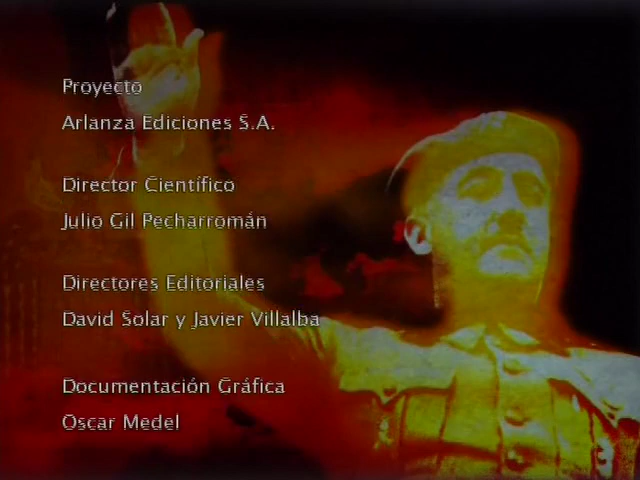 Proyecto
Arlanza Ediciones S.A.
Director Científico
Julio Gil Pecharromán
Directores Editoriales
David Solar y Javier Villalba
Documentación Gráfica
Oscar Medel